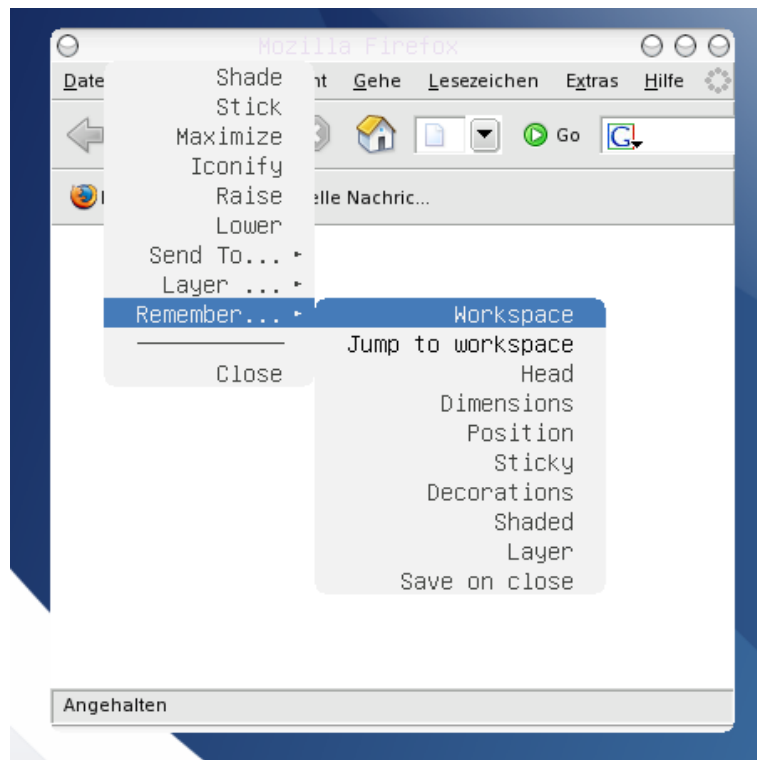 Mozilla Firefox
Date nt Gehe Lesezeichen Extras Hilfe
Go G
elle Nachric...
Shade
Stick
Maximize
Iconify
Raise
Lower
Send To...
Layer ...
Remember...
Close
Workspace
Jump to workspace
Head
Dimensions
Position
Sticky
Decorations
Shaded
Layer
Save on close
Angehalten